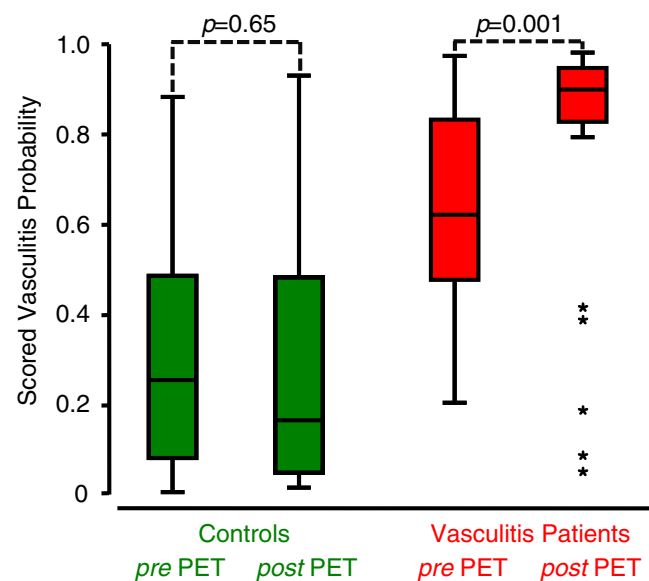 p=0.65
p=0.001
Scored Vasculitis Probability
1.0
0.8
0.6
0.4
0.2
0
*
*
*
*
*
Controls
Vasculitis Patients
pre PET
post PET
pre PET
post PET